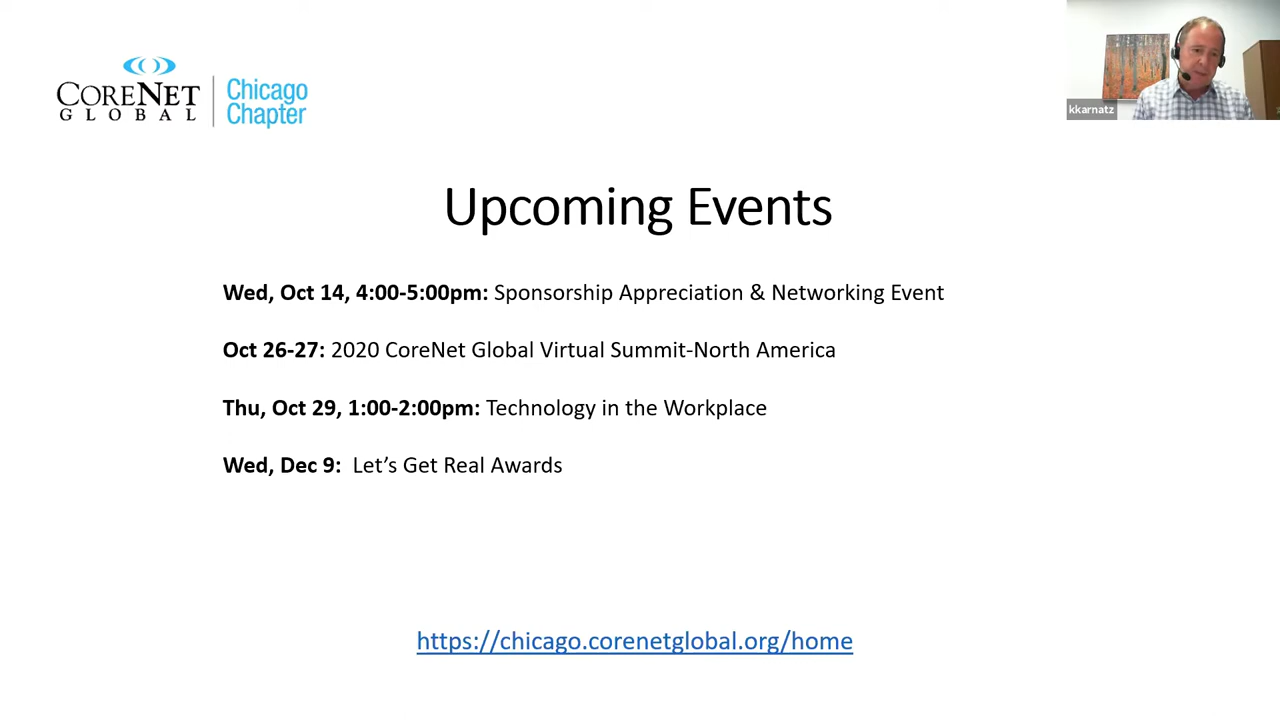 CORENET
GLOBAL
Chicago
Chapter
kkarnatz
Upcoming Events
Wed, Oct 14, 4:00-5:00pm: Sponsorship Appreciation & Networking Event
Oct 26-27: 2020 CoreNet Global Virtual Summit-North America
Thu, Oct 29, 1:00-2:00pm: Technology in the Workplace
Wed, Dec 9:  Let’s Get Real Awards
https://chicago.corenetglobal.org/home